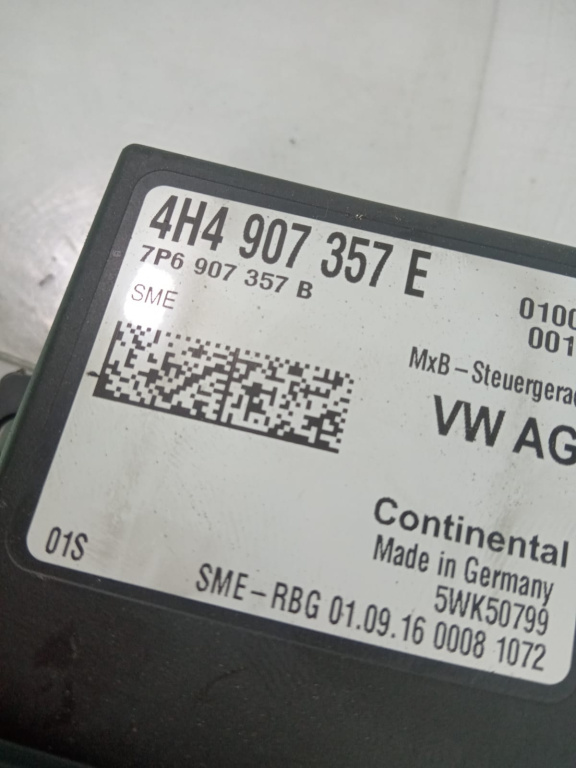 4H4 907 357 E
7P6 907 357 B
SME
0100
001
MxB-Steuergerä
VW AG
Continental
Made in Germany
5WK50799
01S
SME-RBG 01.09.16 0008 1072